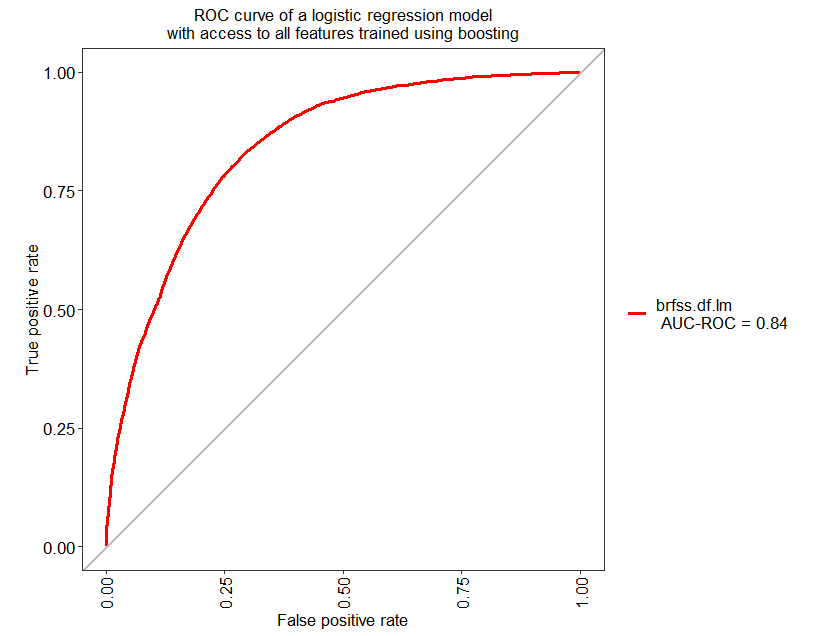 ROC curve of a logistic regression model
with access to all features trained using boosting
1.00
0.75
0.50
0.25
0.00
True positive rate
0.00
0.25
0.50
0.75
1.00
False positive rate
brfss.df.lm
AUC-ROC = 0.84